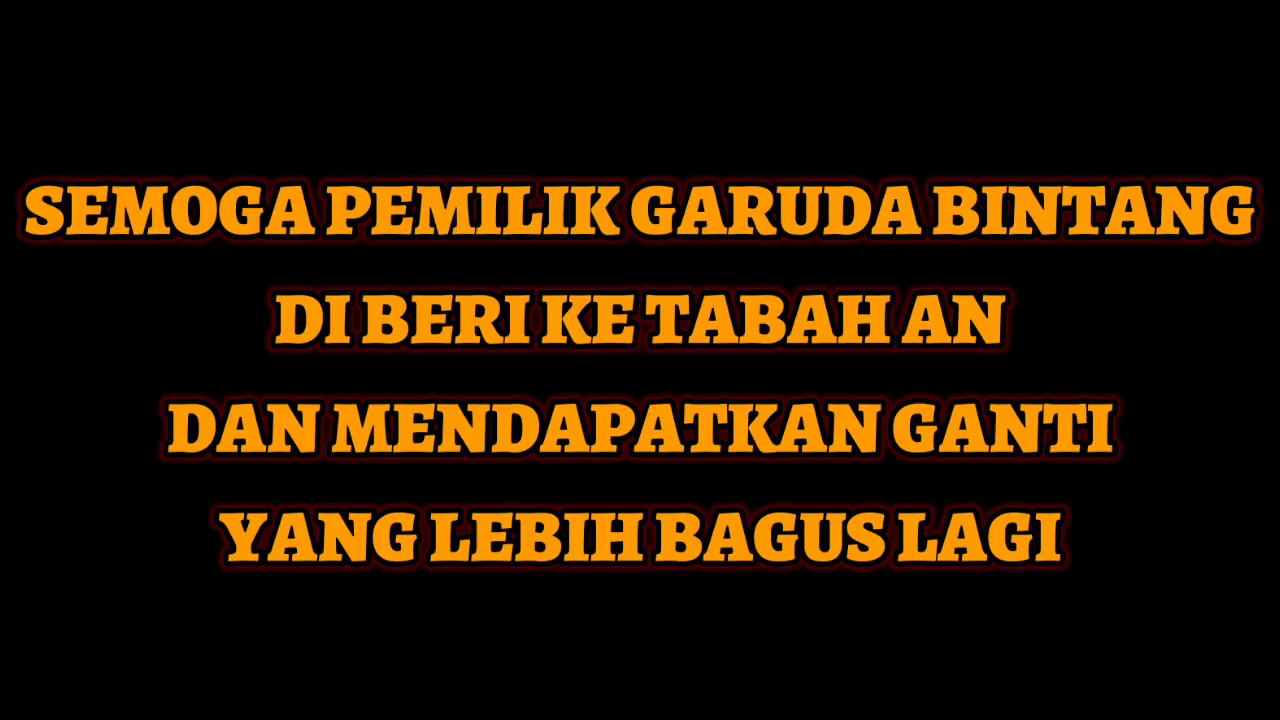 SEMOGA PEMILIK GARUDA BINTANG
DI BERI KE TABAH AN
DAN MENDAPATKAN GANTI
YANG LEBIH BAGUS LAGI